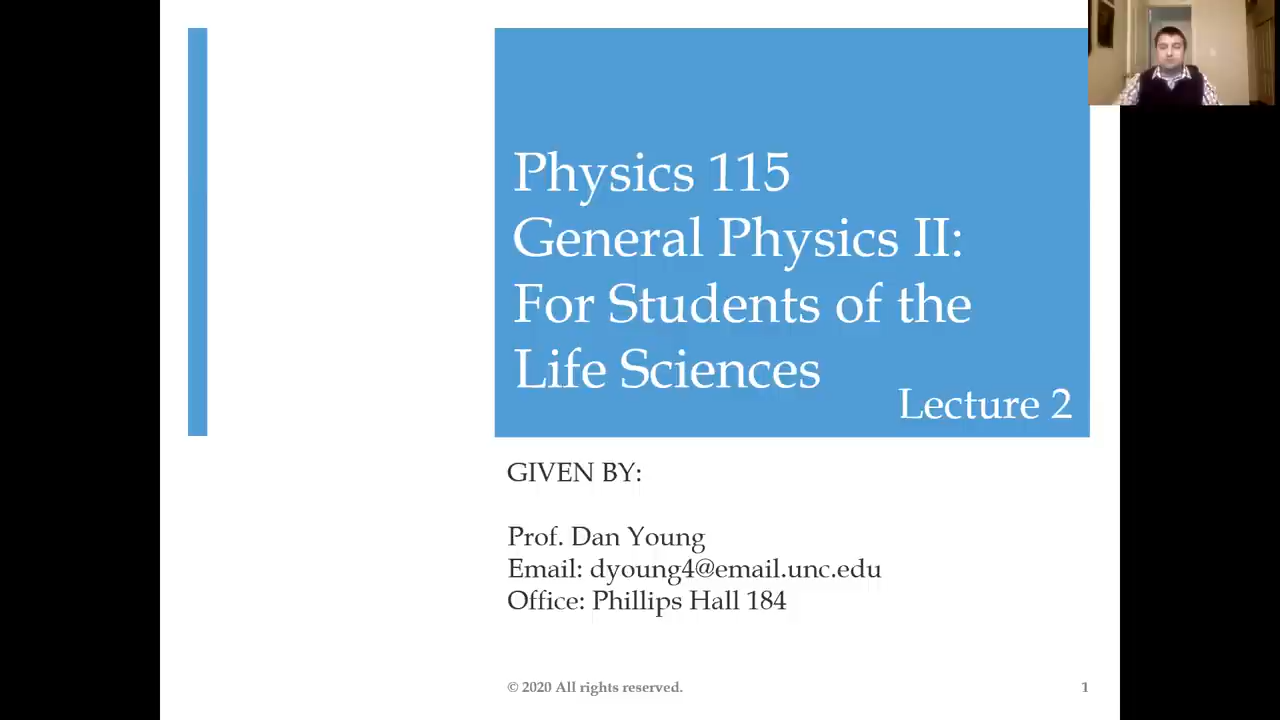 Physics 115
General Physics II:
For Students of the
Life Sciences
Lecture 2
GIVEN BY:
Prof. Dan Young
Email: dyoung4@email.unc.edu
Office: Phillips Hall 184
© 2020 All rights reserved.
1